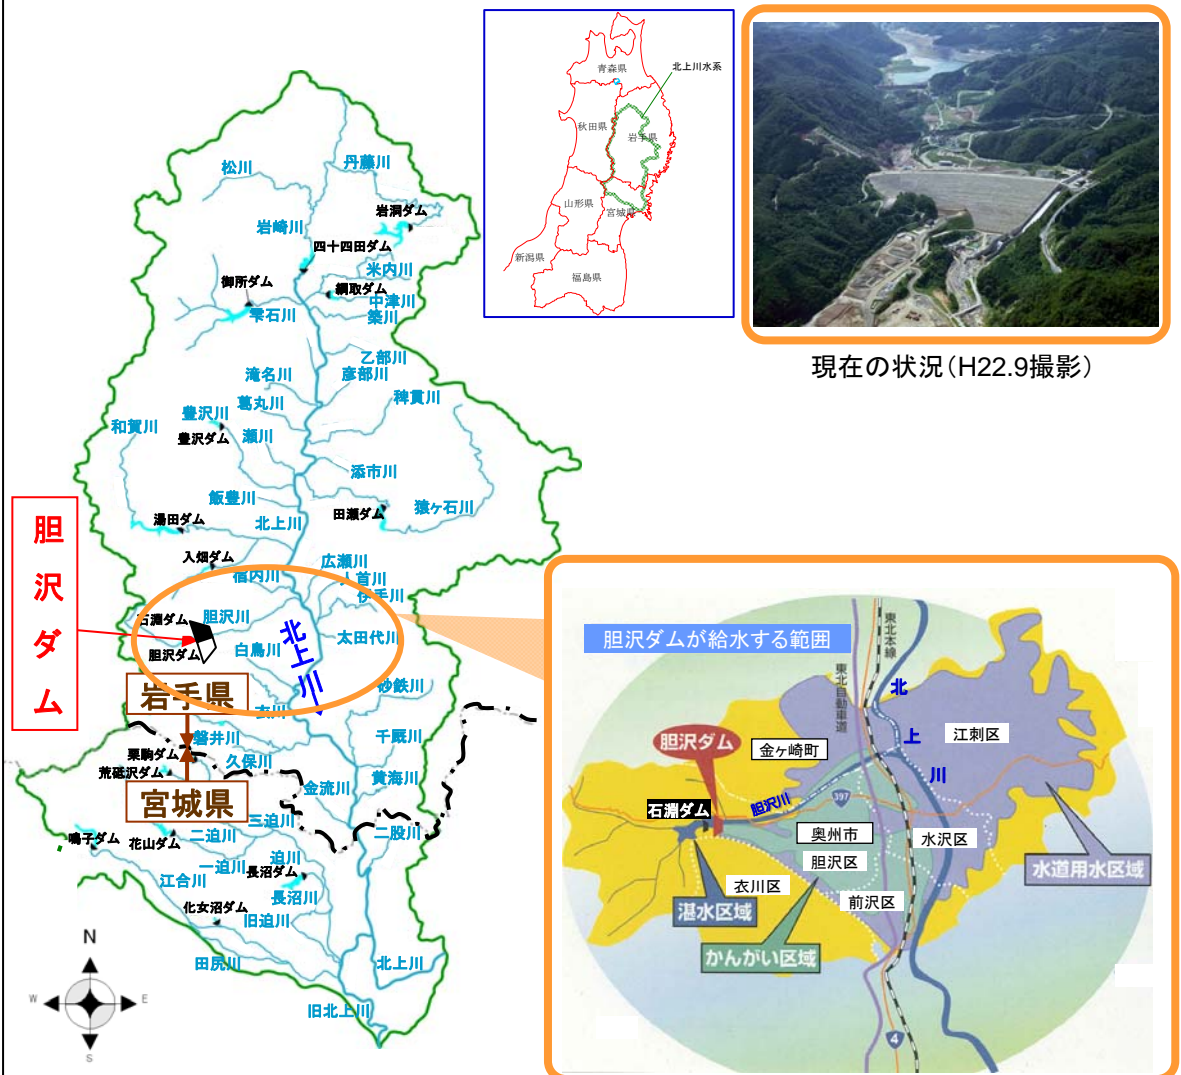 青森県
北上川水系
秋田県
岩手県
山形県
宮城県
新潟県
福島県
現在の状況(H22.9撮影)
松川
丹藤川
岩洞ダム
岩崎川
四十四田ダム
米内川
御所ダム
綱取ダム
中津川
雫石川
簗川
乙部川
滝名川
彦部川
葛丸川
稗貫川
豊沢川
和賀川
瀬川
豊沢ダム
添市川
飯豊川
猿ヶ石川
湯田ダム
北上川
田瀬ダム
入畑ダム
広瀬川
宿内川
人首川
伊手川
石淵ダム
胆沢川
北上川
太田代川
胆沢ダム
白鳥川
胆沢ダム
岩手県
砂鉄川
衣川
磐井川
千厩川
栗駒ダム
久保川
荒砥沢ダム
黄海川
金流川
宮城県
三迫川
二股川
鳴子ダム
花山ダム
二迫川
一迫川
迫川
長沼ダム
江合川
長沼川
化女沼ダム
旧迫川
田尻川
北上川
旧北上川
N
W
E
S
胆沢ダムが給水する範囲
東北本線
東北自動車道
北上川
江刺区
胆沢ダム
金ヶ崎町
胆沢川
397
石淵ダム
奥州市
水沢区
胆沢区
水道用水区域
衣川区
前沢区
湛水区域
かんがい区域
4